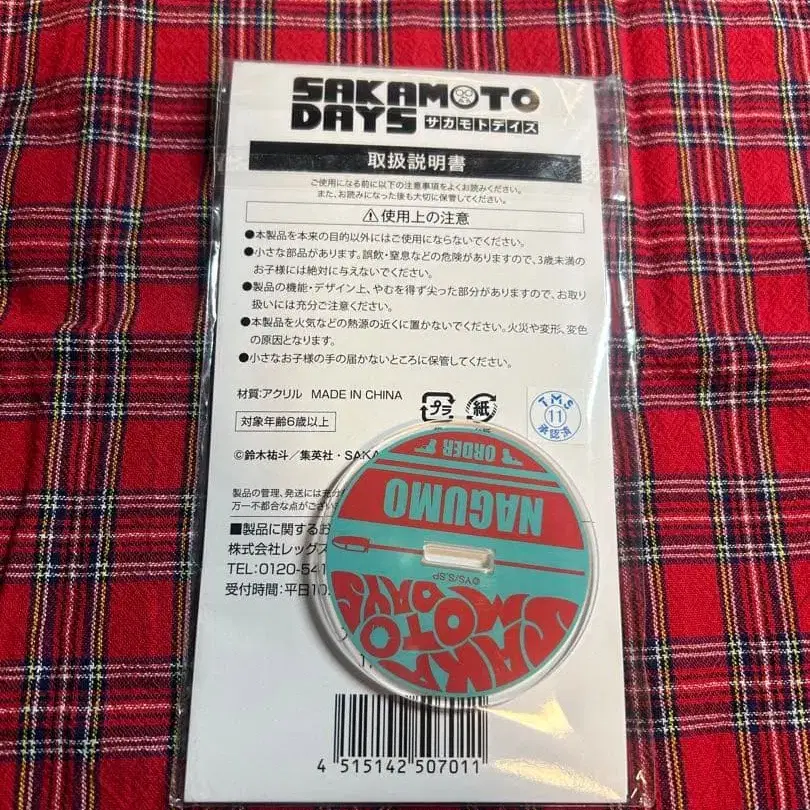 SAKAMOTO
DAYS サカモトデイズ
取扱説明書
ご使用になる前に以下の注意事項をよくお読みください。
また、お読みになった後も大切に保管してください。
⚠使用上の注意
●本製品を本来の目的以外にはご使用にならないでください。
●小さな部品があります。誤飲・窒息などの危険がありますので、3歳未満の
お子様には絶対に与えないでください。
●製品の機能・デザイン上、やむを得ず尖った部分がありますので、お取り
扱いには充分ご注意ください。
●本製品を火気などの熱源の近くに置かないでください。火災や変形、変色
の原因となります。
●小さなお子様の手の届かないところに保管してください。
材質:アクリル MADE IN CHINA
プラ
紙
TMS
11
承認済
対象年齢6歳以上
©鈴木祐斗/集英社・SAKA
製品の管理、発送には充分
万一不都合な点がござい
■製品に関するお
株式会社レックス
TEL:0120-541
受付時間:平日10
ORDER
NAGUMO
©YS/S,SP
SAKAMOTO
DAYS
4 515142 507011